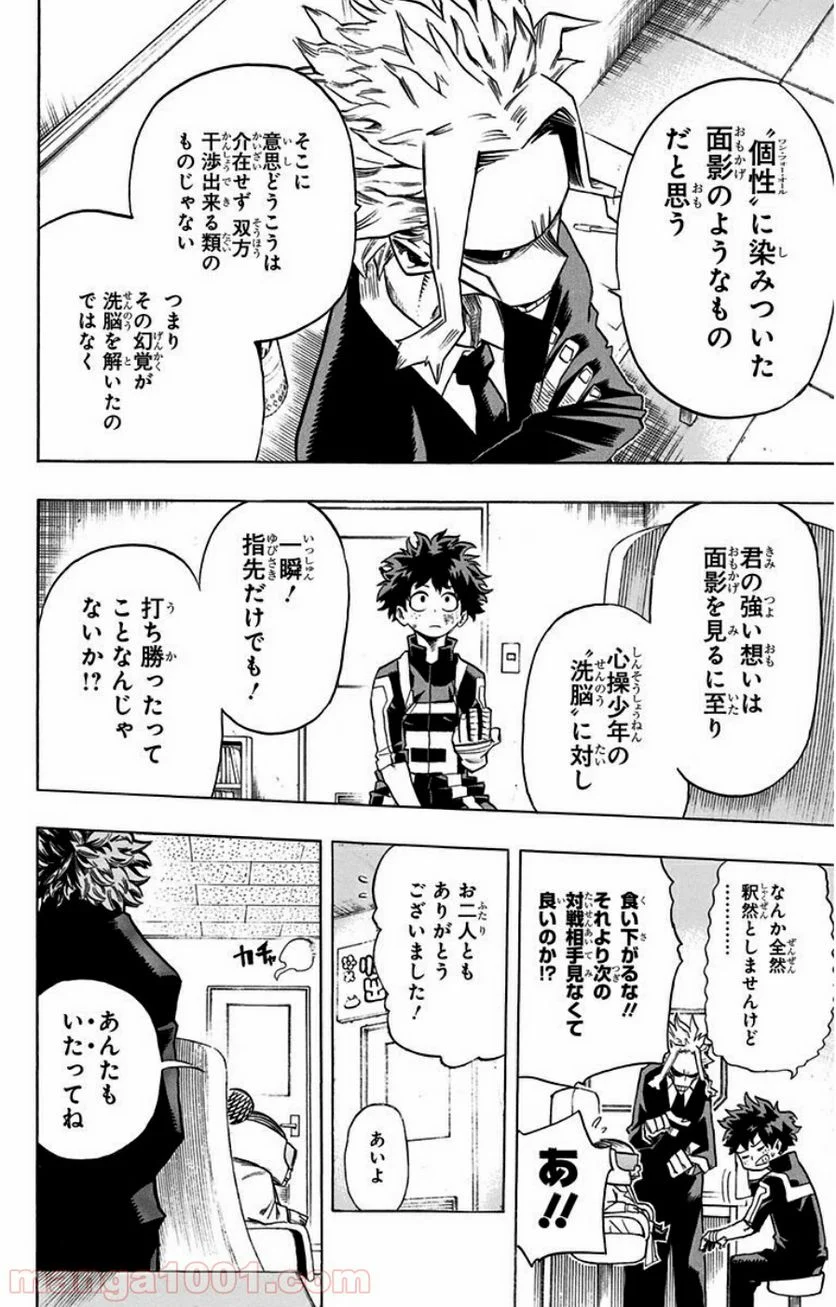 〝個性〟に染みついた
面影のようなもの
だと思う
そこに
意思どうこうは
介在せず 双方
干渉出来る類の
ものじゃない
つまり
その幻覚が
洗脳を解いたの
ではなく
君の強い想いは
面影を見るに至り
心操少年の
〝洗脳〟に対し
一瞬!
指先だけでも!
打ち勝ったって
ことなんじゃ
ないか!?
なんか全然
釈然としませんけど
…………
食い下がるな!!
それより次の
対戦相手見なくて
良いのか!?
あ!!
お二人とも
ありがとう
ございました!
あいよ
ガチャ
あんたも
いたってね
manga1001.com